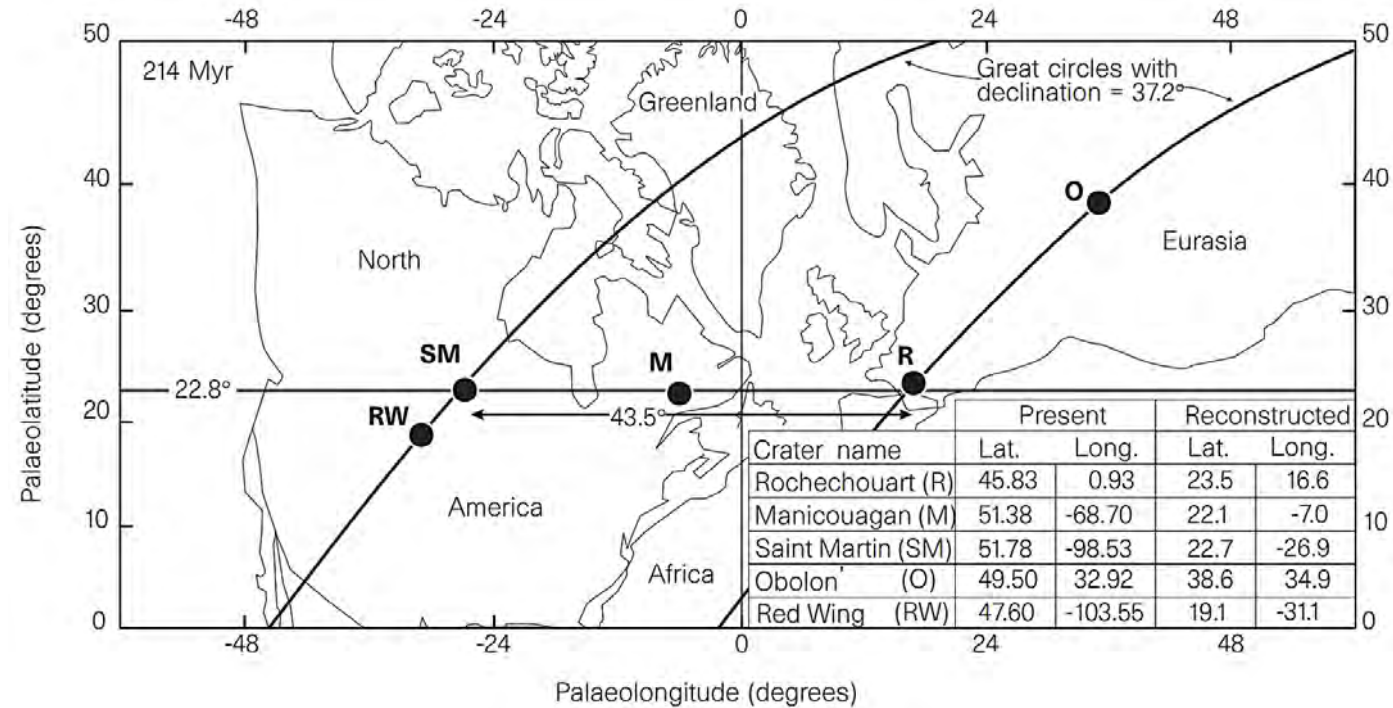 -48 -24 0 24 48
50 50
214 Myr
Great circles with
declination = 37.2°
Greenland
40 40
O
North
Eurasia
30 30
SM
M
R
22.8°
43.5°
RW
20 20
Present Reconstructed
Crater name Lat. Long. Lat. Long.
Rochechouart (R) 45.83 0.93 23.5 16.6
Manicouagan (M) 51.38 -68.70 22.1 -7.0
Saint Martin (SM) 51.78 -98.53 22.7 -26.9
Obolon' (O) 49.50 32.92 38.6 34.9
Red Wing (RW) 47.60 -103.55 19.1 -31.1
America
10 10
Africa
0 0
-48 -24 0 24 48
Palaeolongitude (degrees)
Palaeolatitude (degrees)